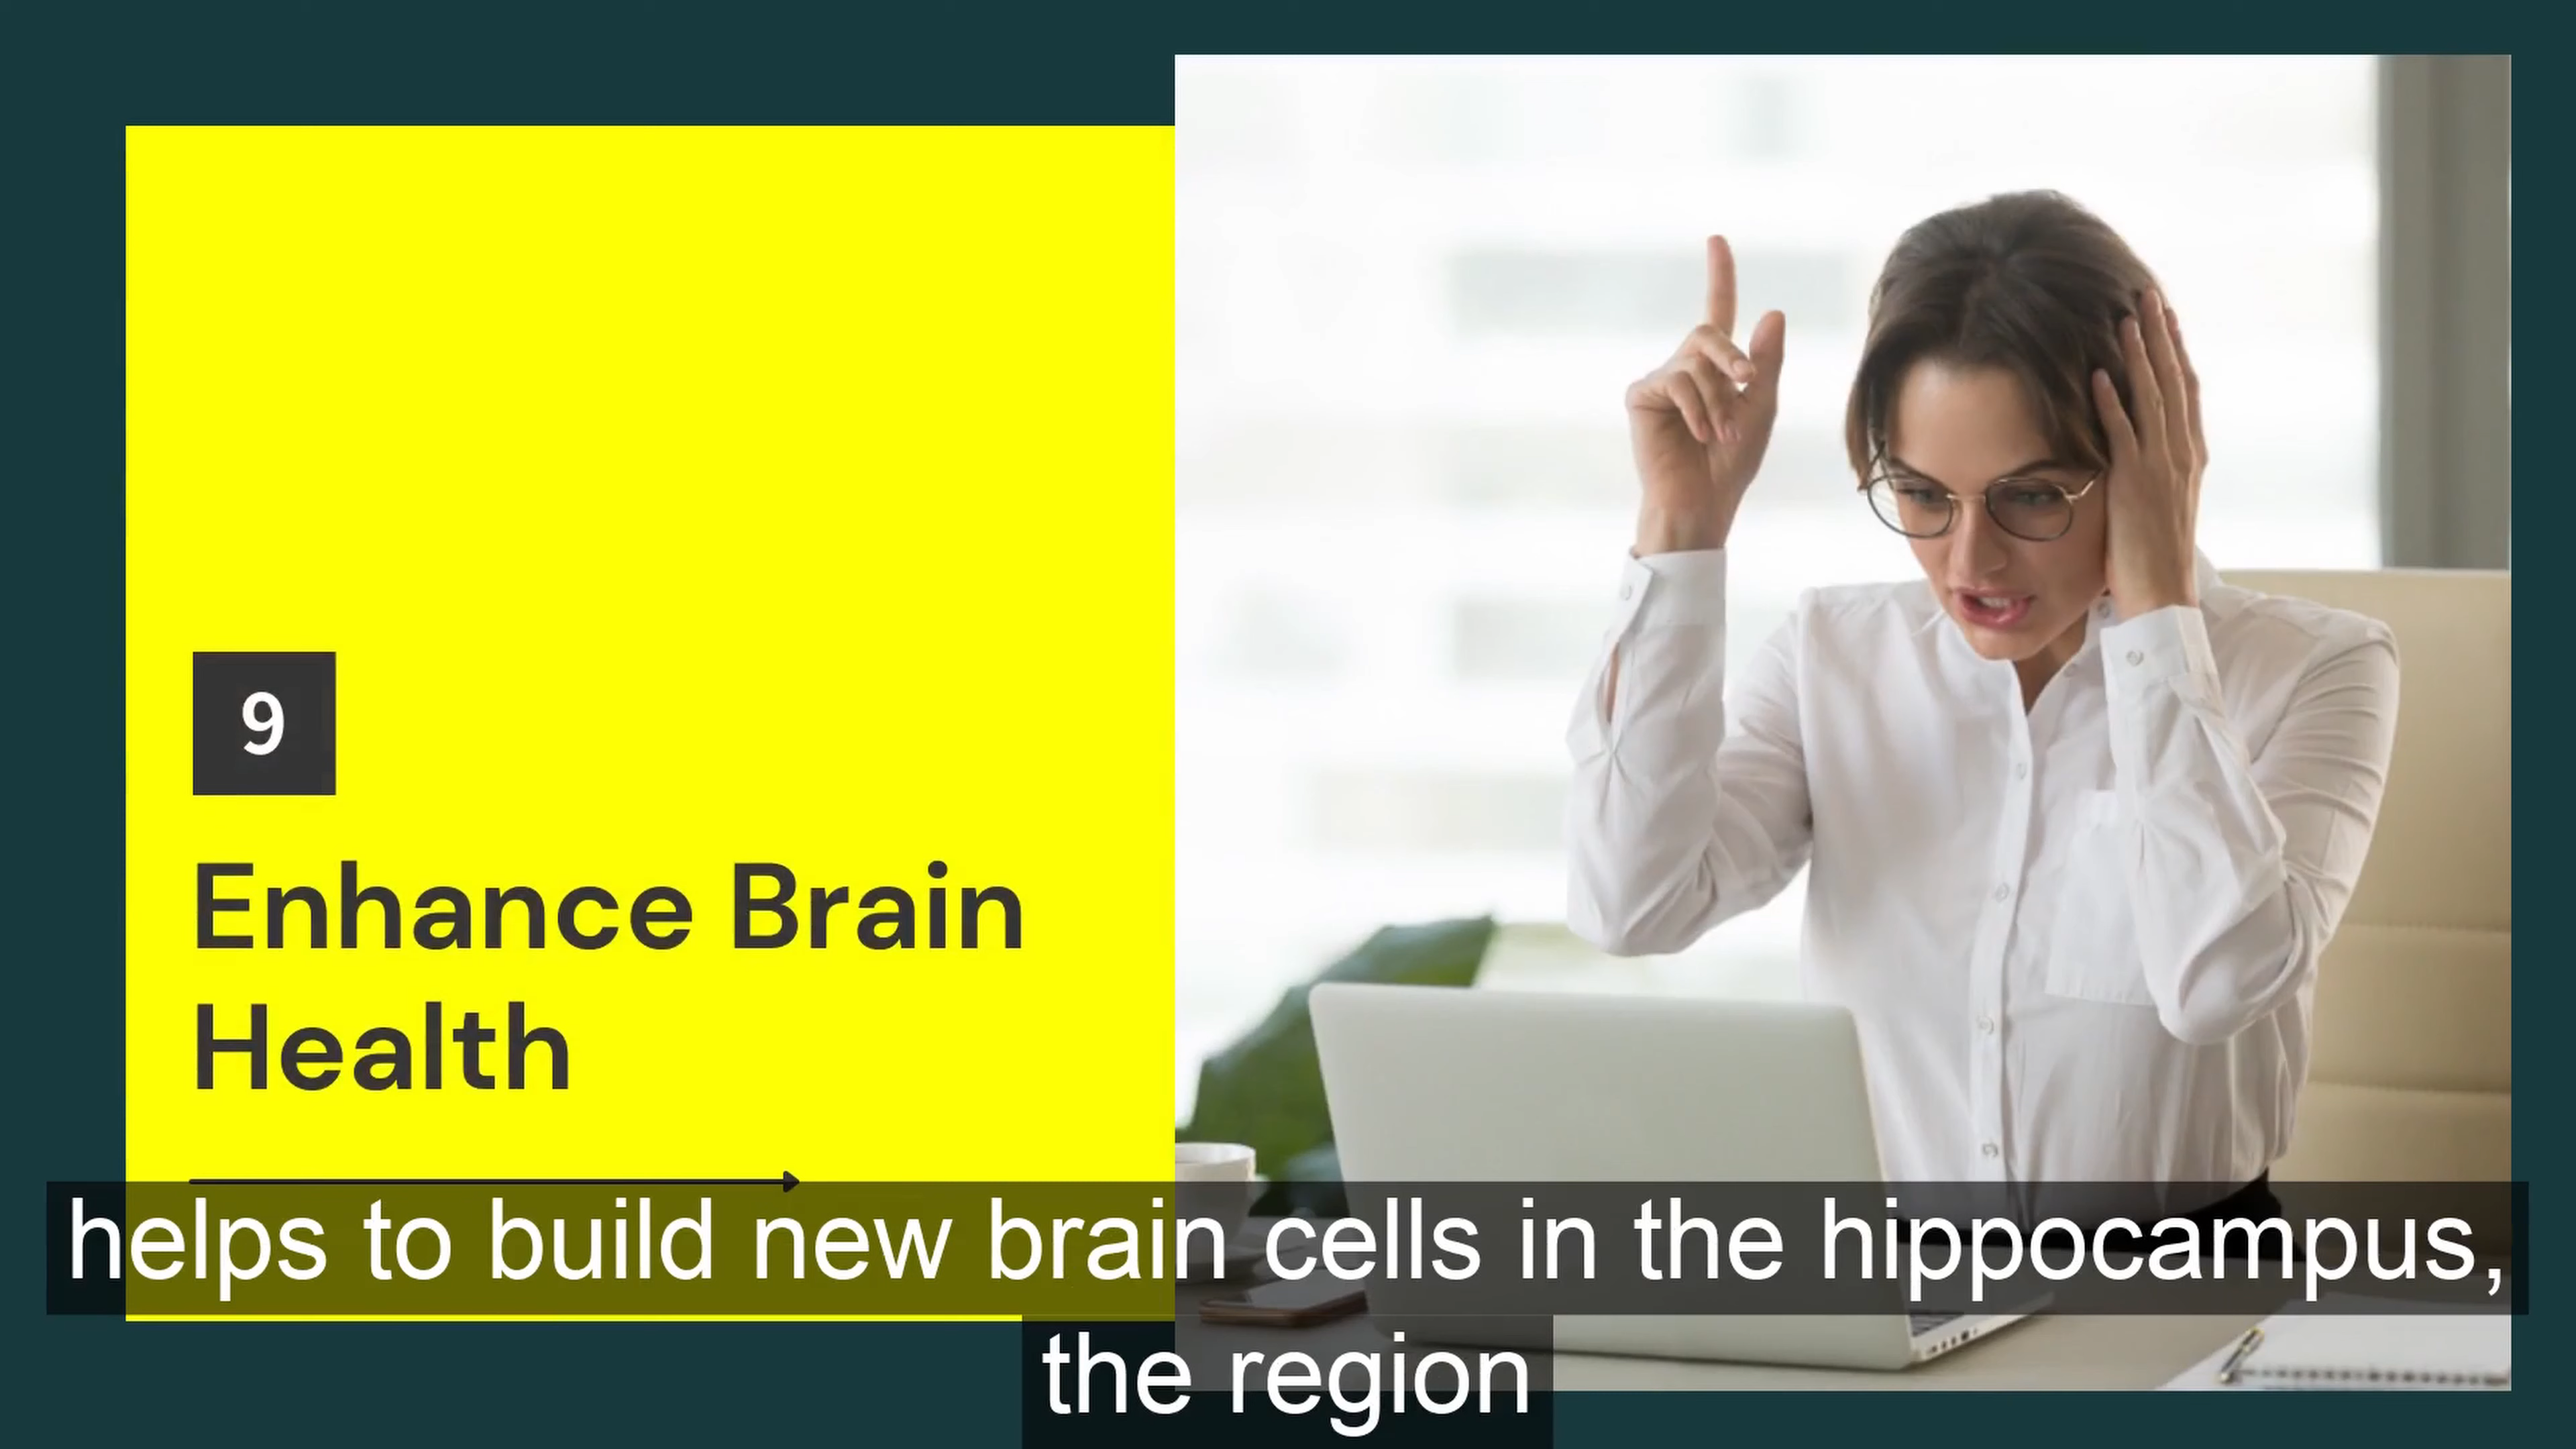 9
Enhance Brain
Health
helps to build new brain cells in the hippocampus,
the region